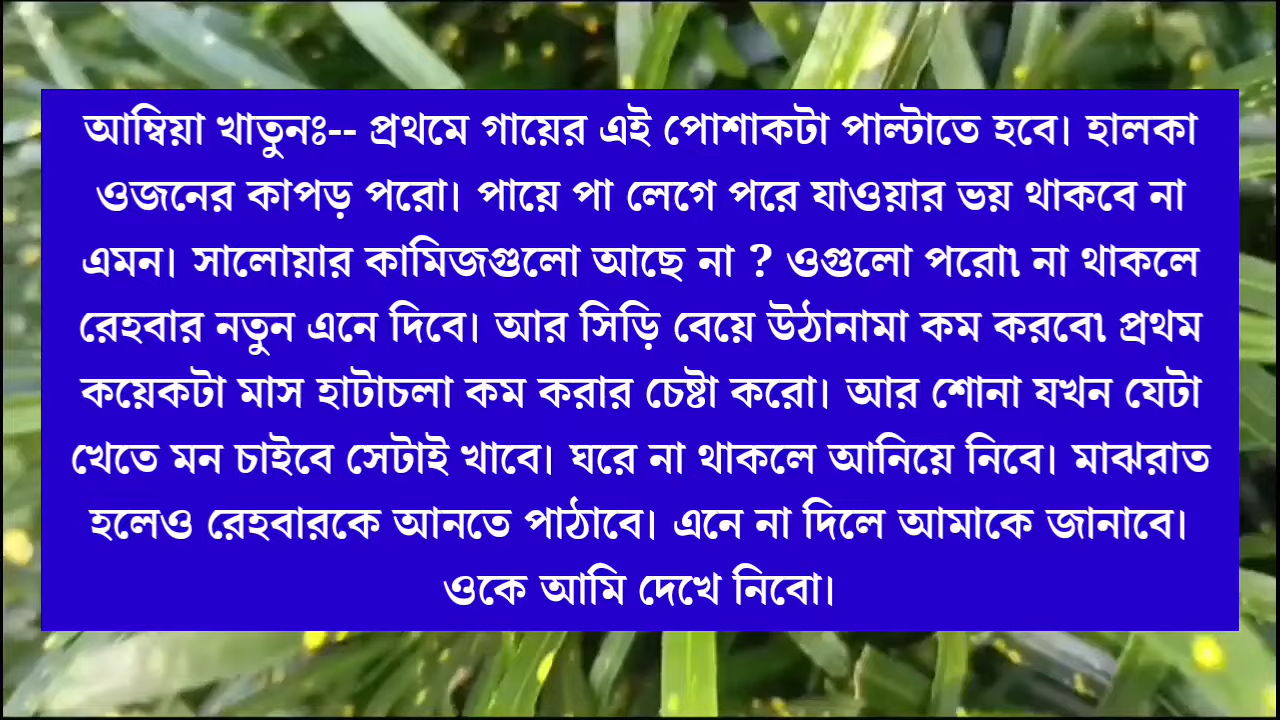 আম্বিয়া খাতুনঃ-- প্রথমে গায়ের এই পোশাকটা পাল্টাতে হবে। হালকা
ওজনের কাপড় পরো। পায়ে পা লেগে পরে যাওয়ার ভয় থাকবে না
এমন। সালোয়ার কামিজগুলো আছে না ? ওগুলো পরো৷ না থাকলে
রেহবার নতুন এনে দিবে। আর সিড়ি বেয়ে উঠানামা কম করবে৷ প্রথম
কয়েকটা মাস হাটাচলা কম করার চেষ্টা করো। আর শোনা যখন যেটা
খেতে মন চাইবে সেটাই খাবে। ঘরে না থাকলে আনিয়ে নিবে। মাঝরাত
হলেও রেহবারকে আনতে পাঠাবে। এনে না দিলে আমাকে জানাবে।
ওকে আমি দেখে নিবো।